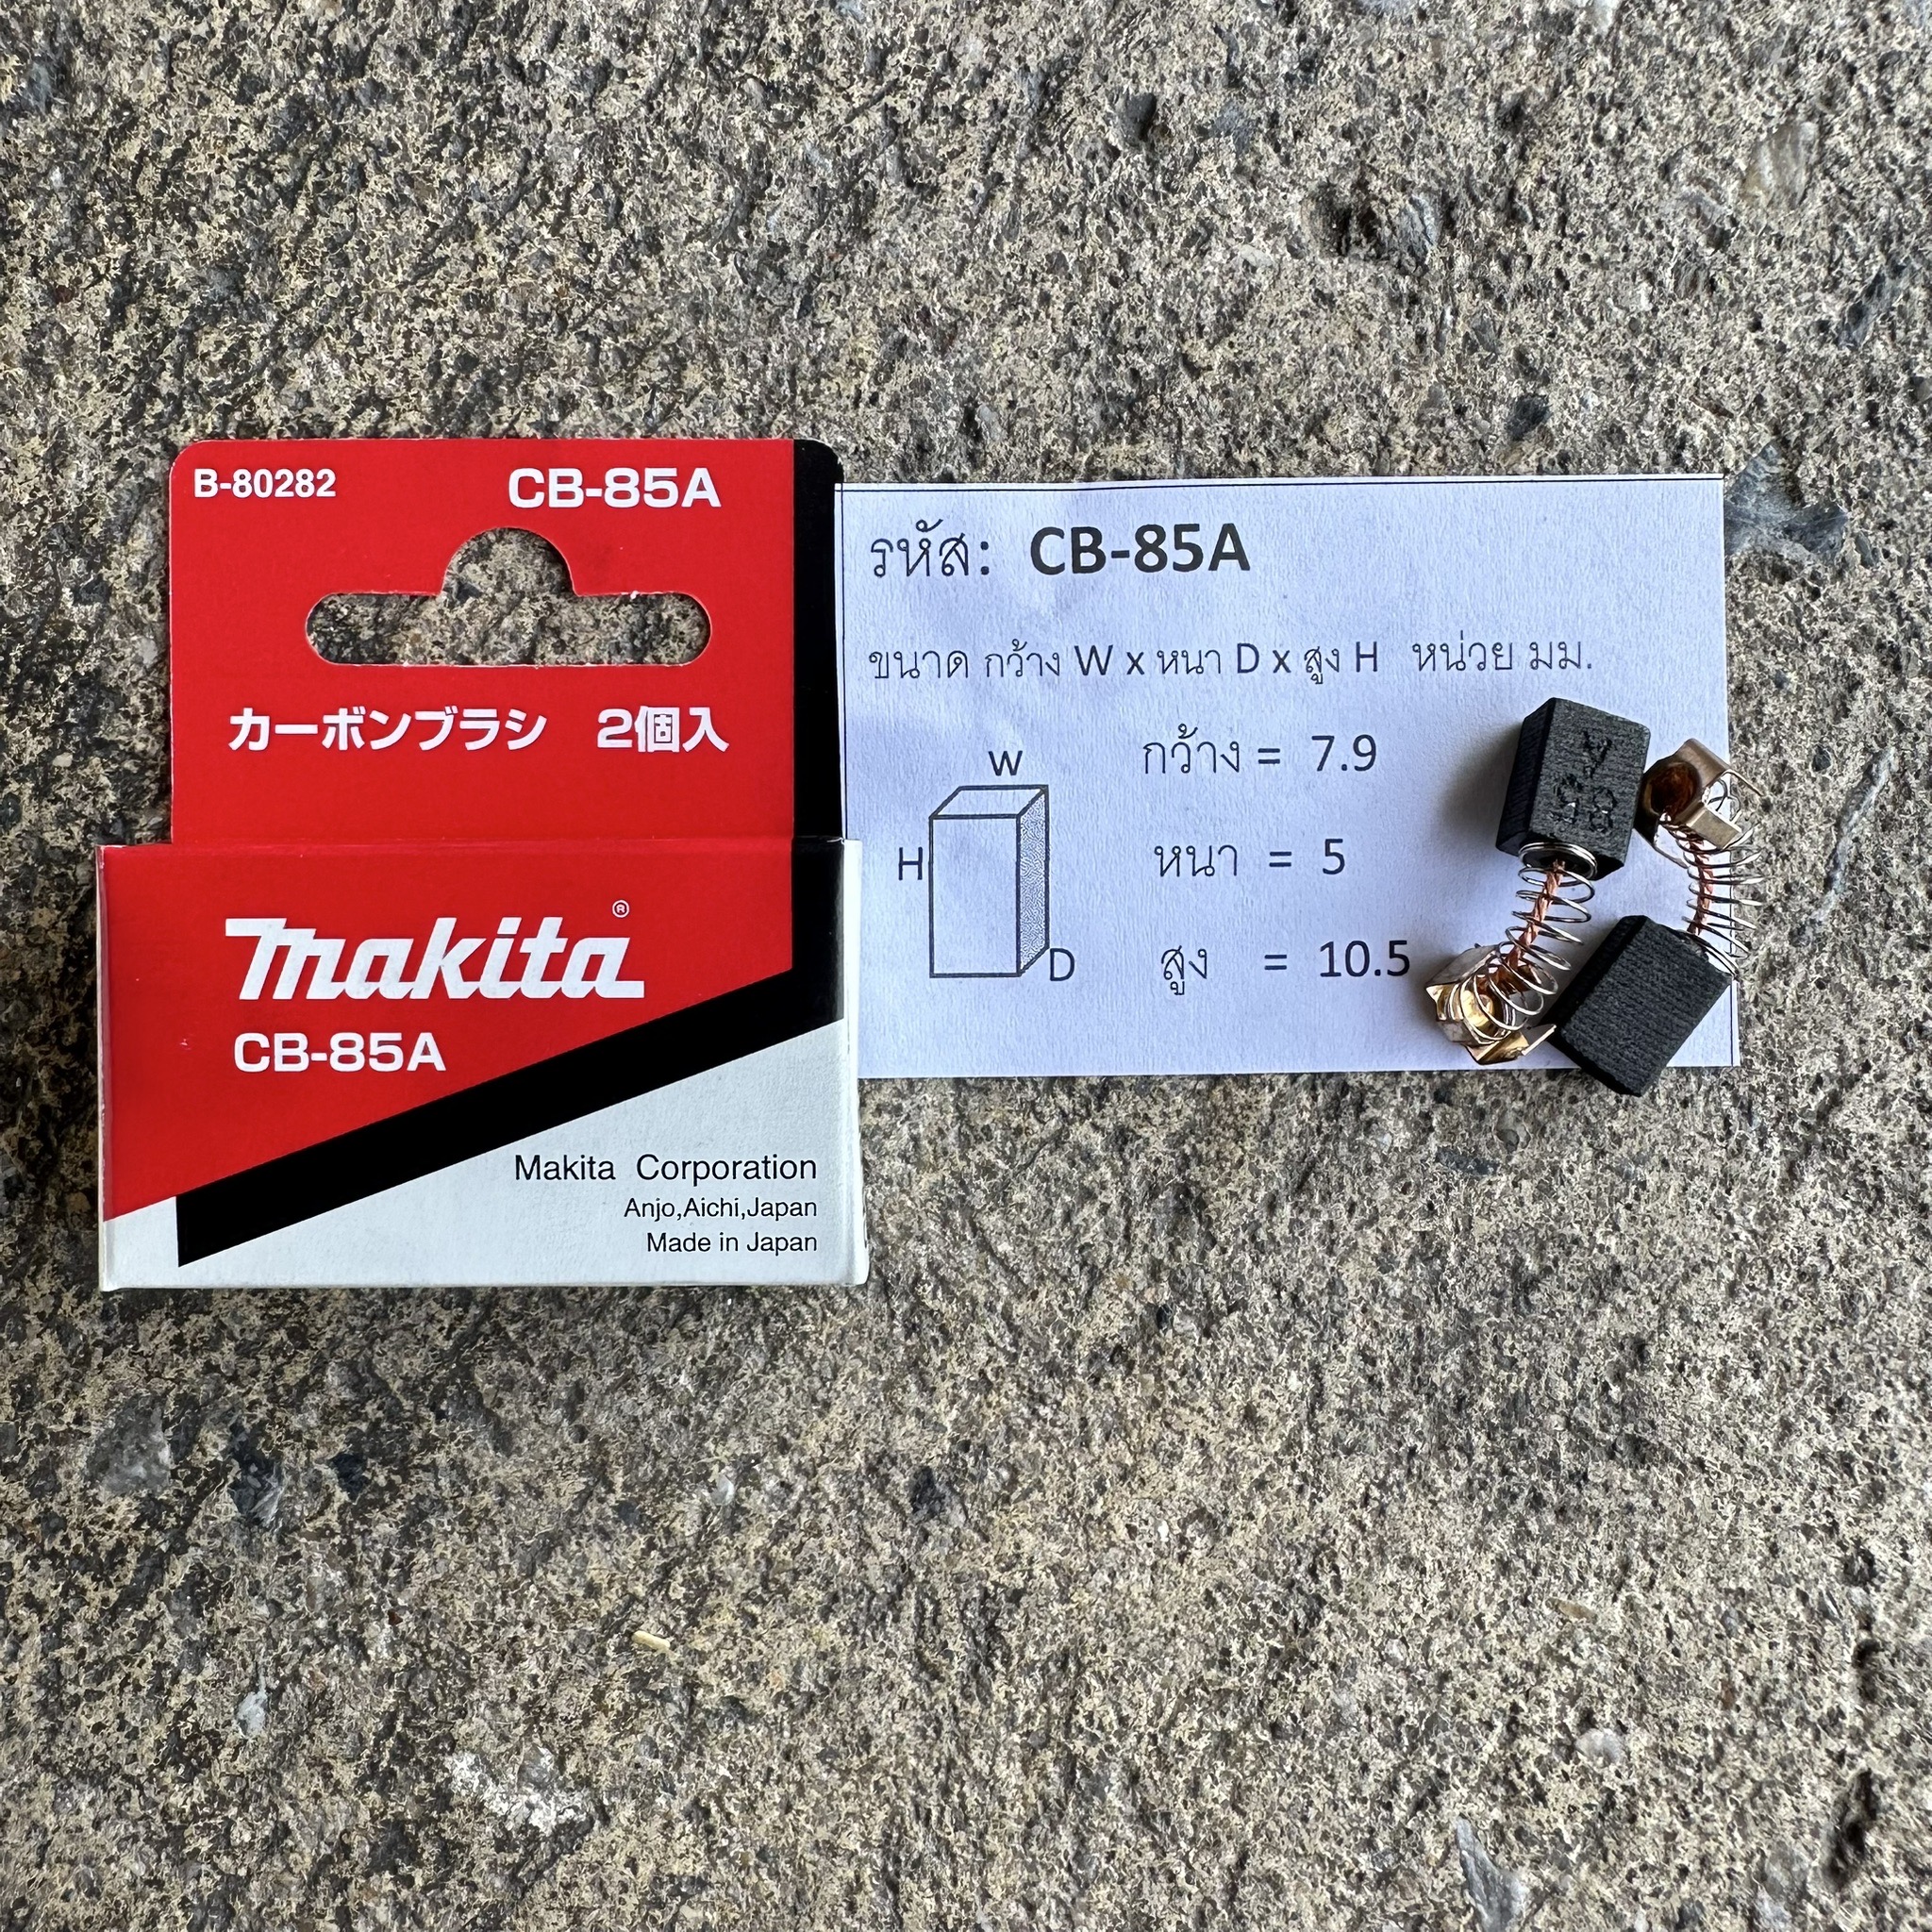 B-80282 CB-85A
カーボンブラシ 2個入
makita®
CB-85A
Makita Corporation
Anjo,Aichi,Japan
Made in Japan
รหัส: CB-85A
ขนาด กว้าง W x หนา D x สูง H หน่วย มม.
W
H
D
กว้าง = 7.9
หนา = 5
สูง = 10.5
85